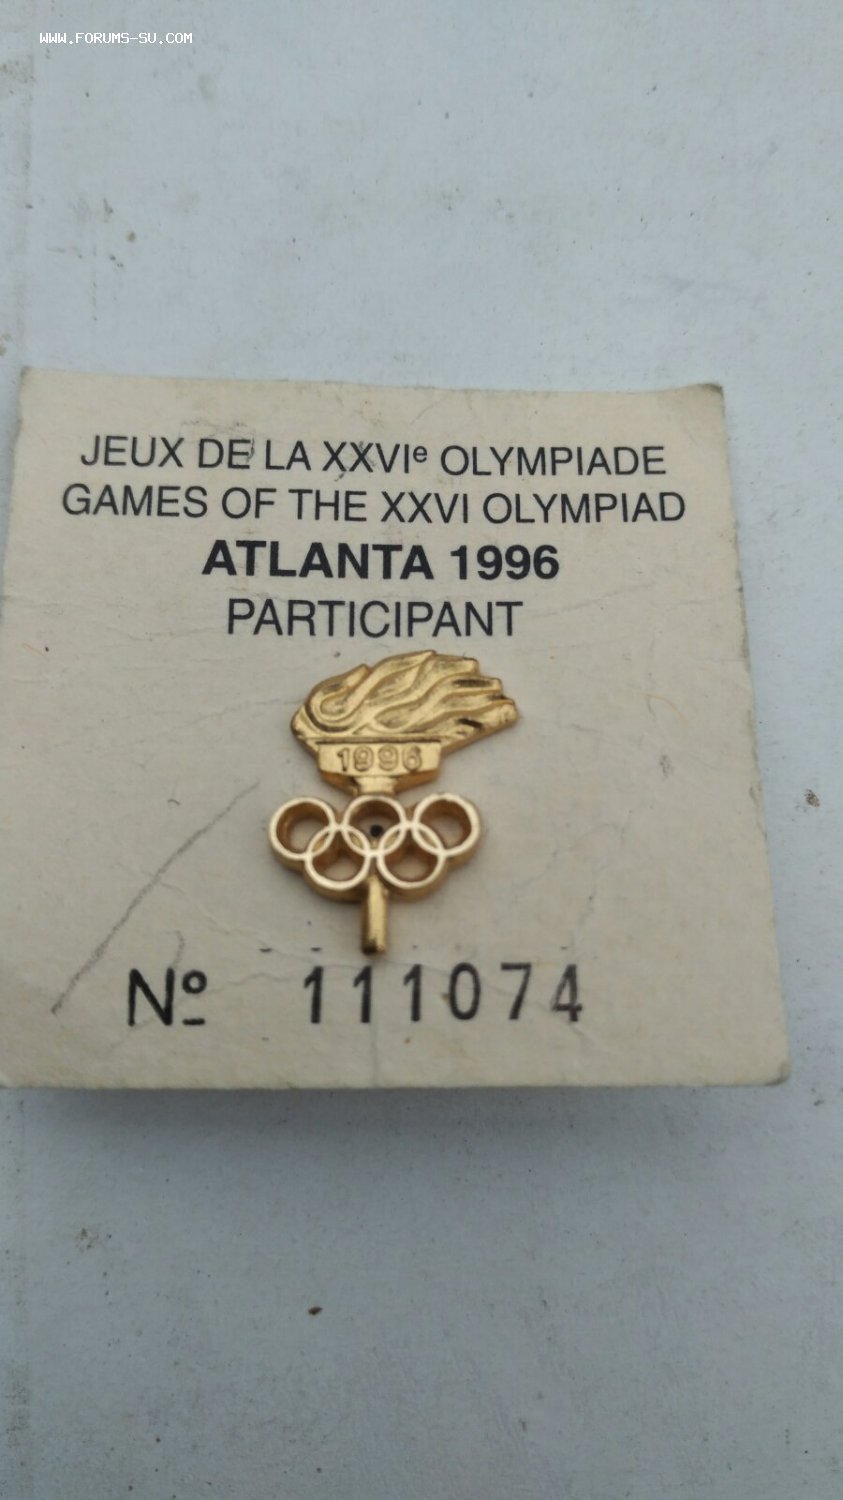 WWW.FORUMS-SU.COM
JEUX DE LA XXVIe OLYMPIADE
GAMES OF THE XXVI OLYMPIAD
ATLANTA 1996
PARTICIPANT
1996
Nº 111074